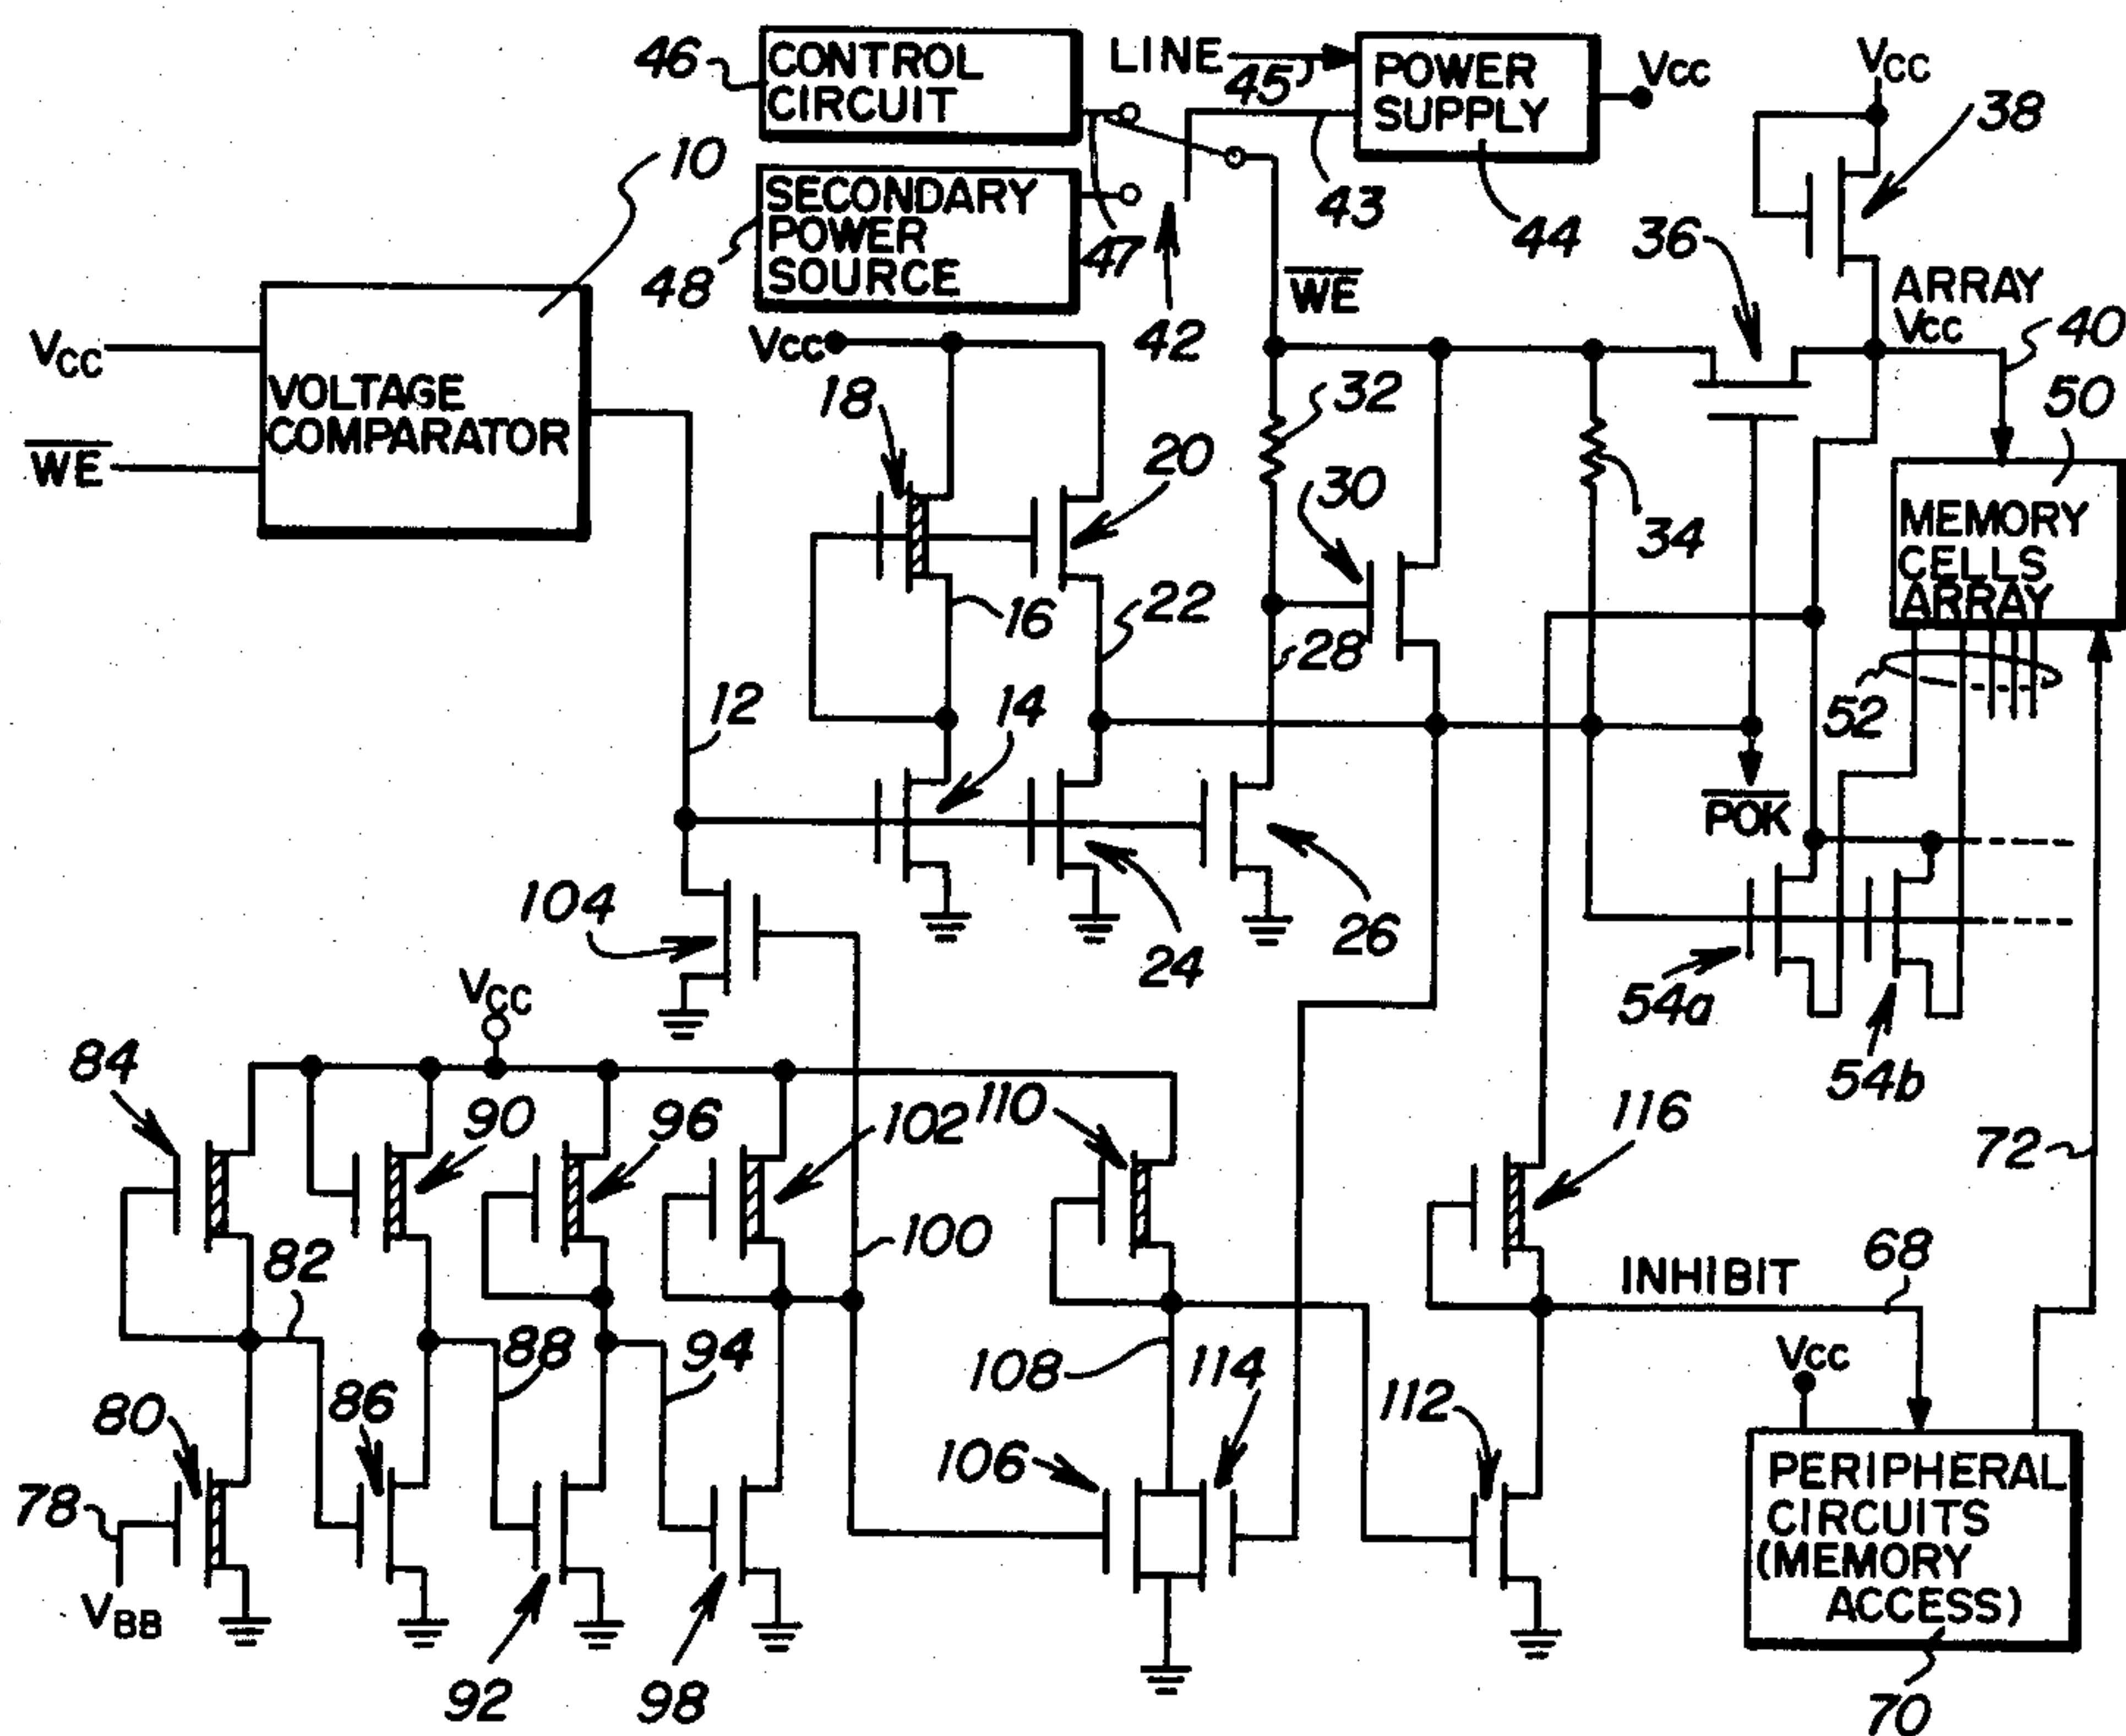 46
CONTROL
CIRCUIT
LINE
45
POWER
SUPPLY
Vcc
VCC
38
10
SECONDARY
POWER
SOURCE
48
47
42
43
44
36
WE
ARRAY
Vcc
40
VCC
VOLTAGE
COMPARATOR
WE
Vcc
18
20
32
30
34
50
MEMORY
CELLS
ARRAY
16
22
28
52
12
14
POK
104
24
26
54a
54b
VCC
84
90
96
102
110
116
72
100
82
88
94
108
114
INHIBIT
68
Vcc
80
86
106
112
78
VBB
92
98
PERIPHERAL
CIRCUITS
(MEMORY
ACCESS)
70